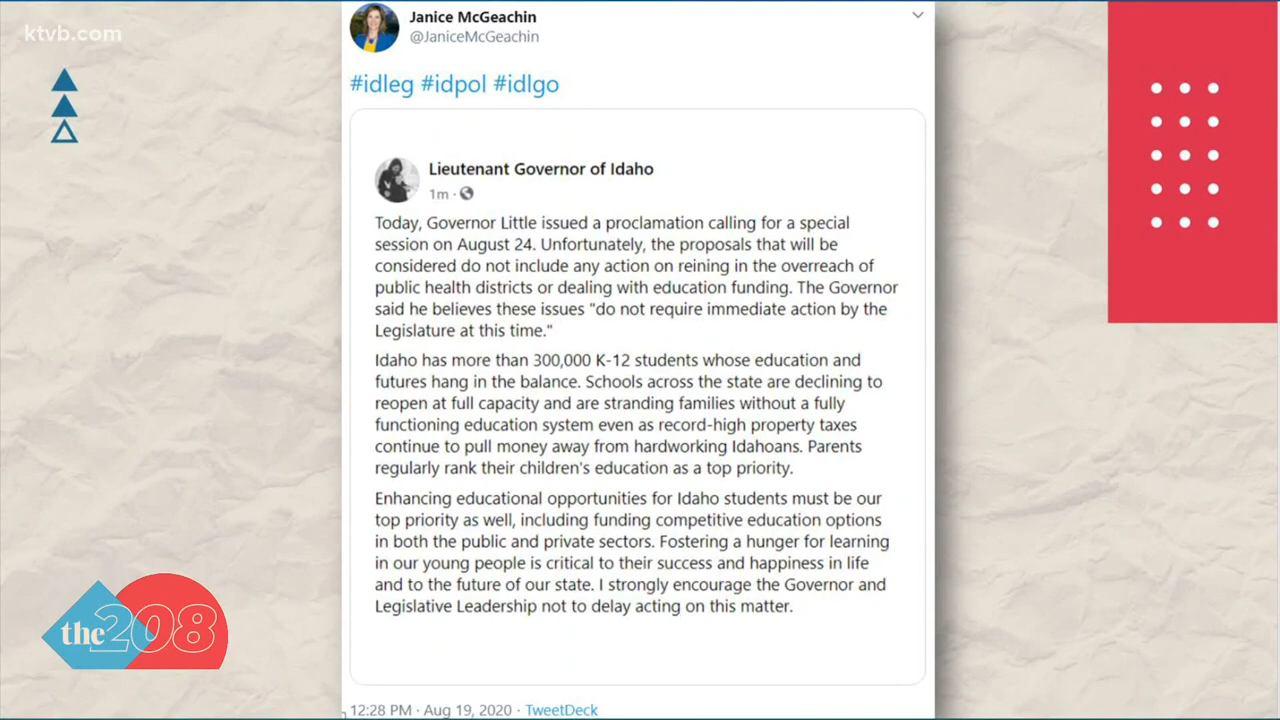 ktvb.com
Janice McGeachin
@JaniceMcGeachin
#idleg #idpol #idlgo
Lieutenant Governor of Idaho
1m ·
Today, Governor Little issued a proclamation calling for a special
session on August 24. Unfortunately, the proposals that will be
considered do not include any action on reining in the overreach of
public health districts or dealing with education funding. The Governor
said he believes these issues "do not require immediate action by the
Legislature at this time."
Idaho has more than 300,000 K-12 students whose education and
futures hang in the balance. Schools across the state are declining to
reopen at full capacity and are stranding families without a fully
functioning education system even as record-high property taxes
continue to pull money away from hardworking Idahoans. Parents
regularly rank their children's education as a top priority.
Enhancing educational opportunities for Idaho students must be our
top priority as well, including funding competitive education options
in both the public and private sectors. Fostering a hunger for learning
in our young people is critical to their success and happiness in life
and to the future of our state. I strongly encourage the Governor and
Legislative Leadership not to delay acting on this matter.
the 208
12:28 PM · Aug 19, 2020 · TweetDeck